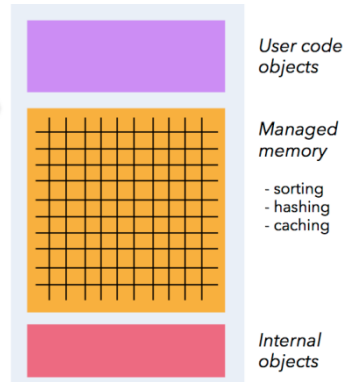 User code
objects
Managed
memory
- sorting
- hashing
- caching
Internal
objects